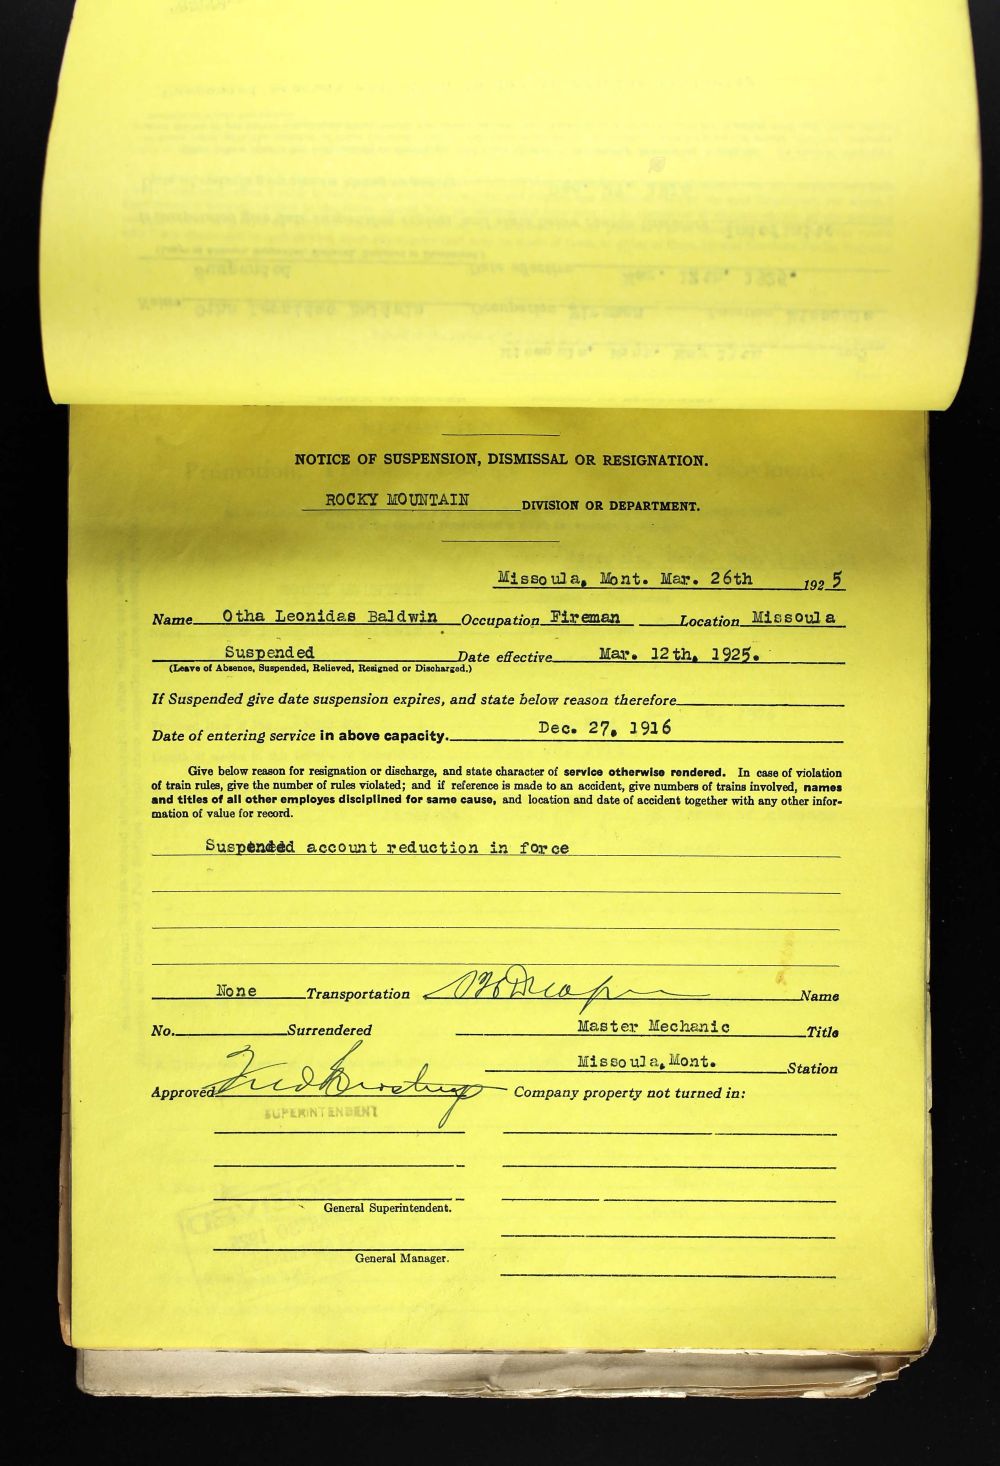 NOTICE OF SUSPENSION, DISMISSAL OR RESIGNATION.
ROCKY MOUNTAIN DIVISION OR DEPARTMENT.
Missoula, Mont. Mar. 26th 1925
Name Otha Leonidas Baldwin Occupation Fireman Location Missoula
Suspended Date effective Mar. 12th, 1925.
(Leave of Absence, Suspended, Relieved, Resigned or Discharged.)
If Suspended give date suspension expires, and state below reason therefore
Date of entering service in above capacity. Dec. 27, 1916
Give below reason for resignation or discharge, and state character of service otherwise rendered. In case of violation
of train rules, give the number of rules violated; and if reference is made to an accident, give numbers of trains involved, names
and titles of all other employes disciplined for same cause, and location and date of accident together with any other infor-
mation of value for record.
Suspended account reduction in force
None Transportation Name
No. Surrendered Master Mechanic Title
Missoula, Mont. Station
Approved Company property not turned in:
SUPERINTENDENT
General Superintendent.
General Manager.